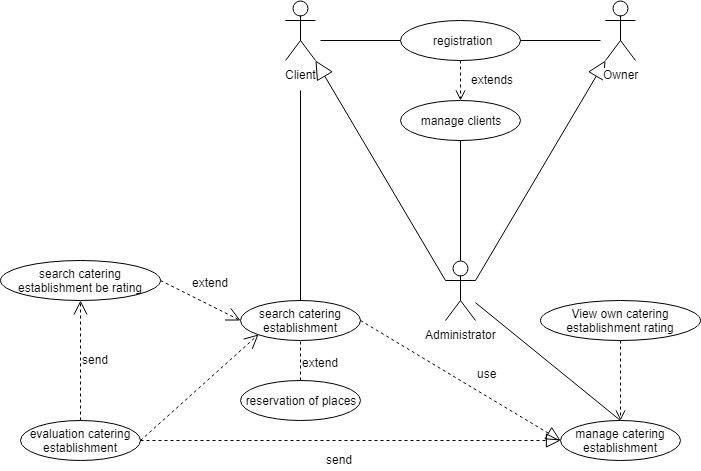 registration
Client
Owner
extends
manage clients
search catering
establishment be rating
extend
search catering
establishment
Administrator
View own catering
establishment rating
send
extend
use
reservation of places
evaluation catering
establishment
manage catering
establishment
send